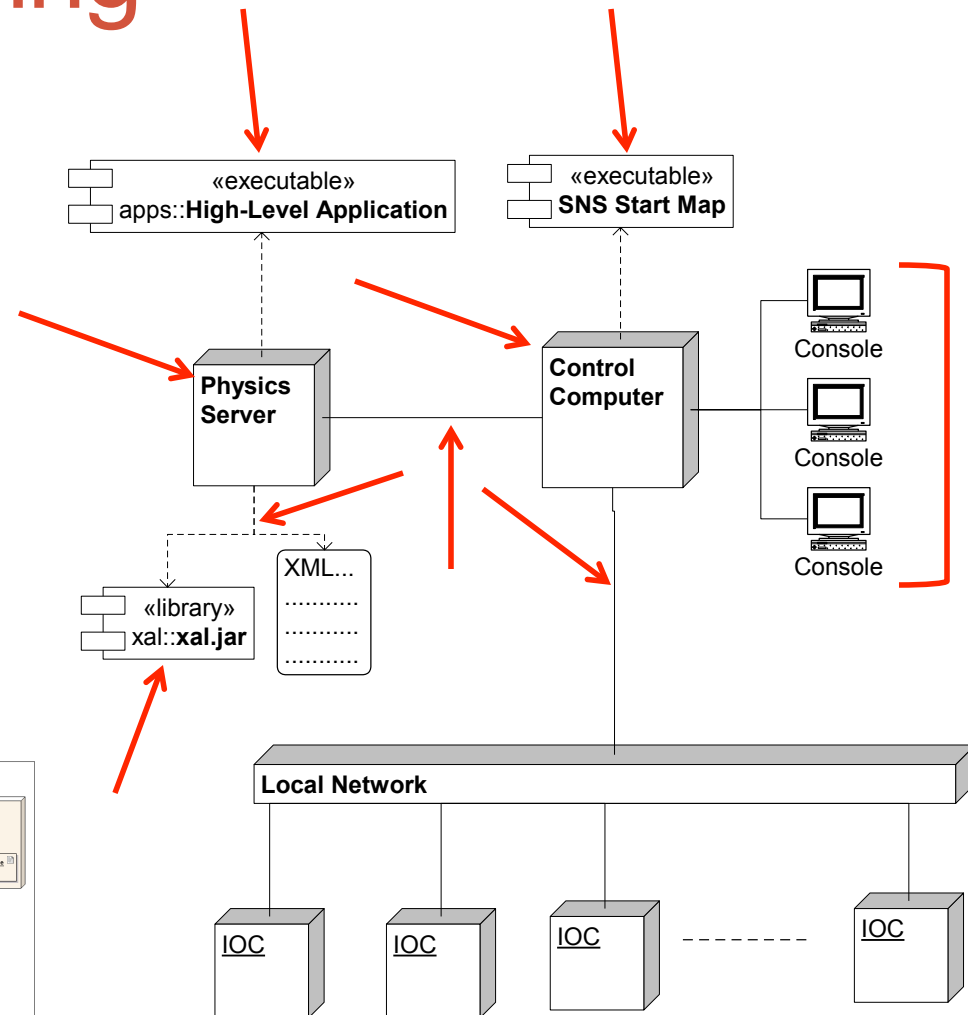 «executable»
apps::High-Level Application
«executable»
SNS Start Map
Console
Physics
Server
Control
Computer
Console
Console
XML...
...........
...........
...........
«library»
xal::xal.jar
Local Network
IOC
IOC
IOC
IOC